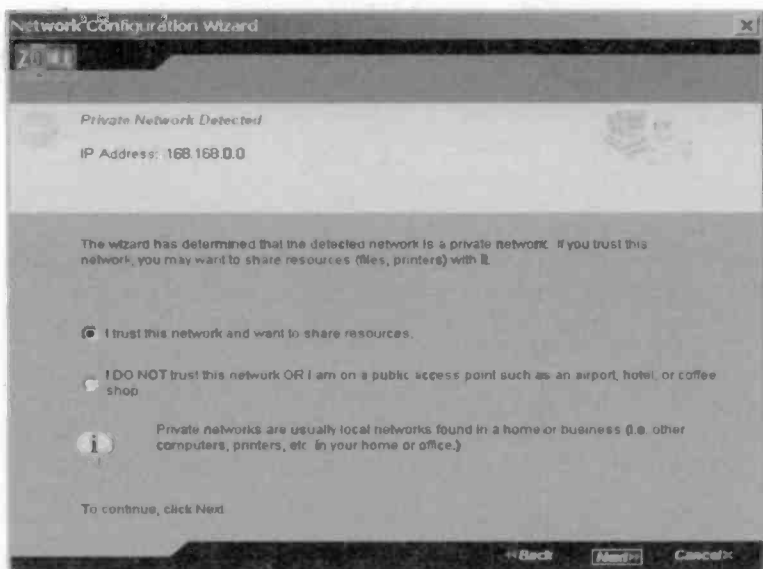 Network Configuration Wizard
Private Network Detected
IP Address: 168.168.0.0
The wizard has determined that the detected network is a private network. If you trust this
network, you may want to share resources (files, printers) with it.
I trust this network and want to share resources.
I DO NOT trust this network OR I am on a public access point such as an airport, hotel, or coffee
shop
Private networks are usually local networks found in a home or business (i.e. other
computers, printers, etc. in your home or office.)
To continue, click Next
<<Back
Next>>
Cancel×